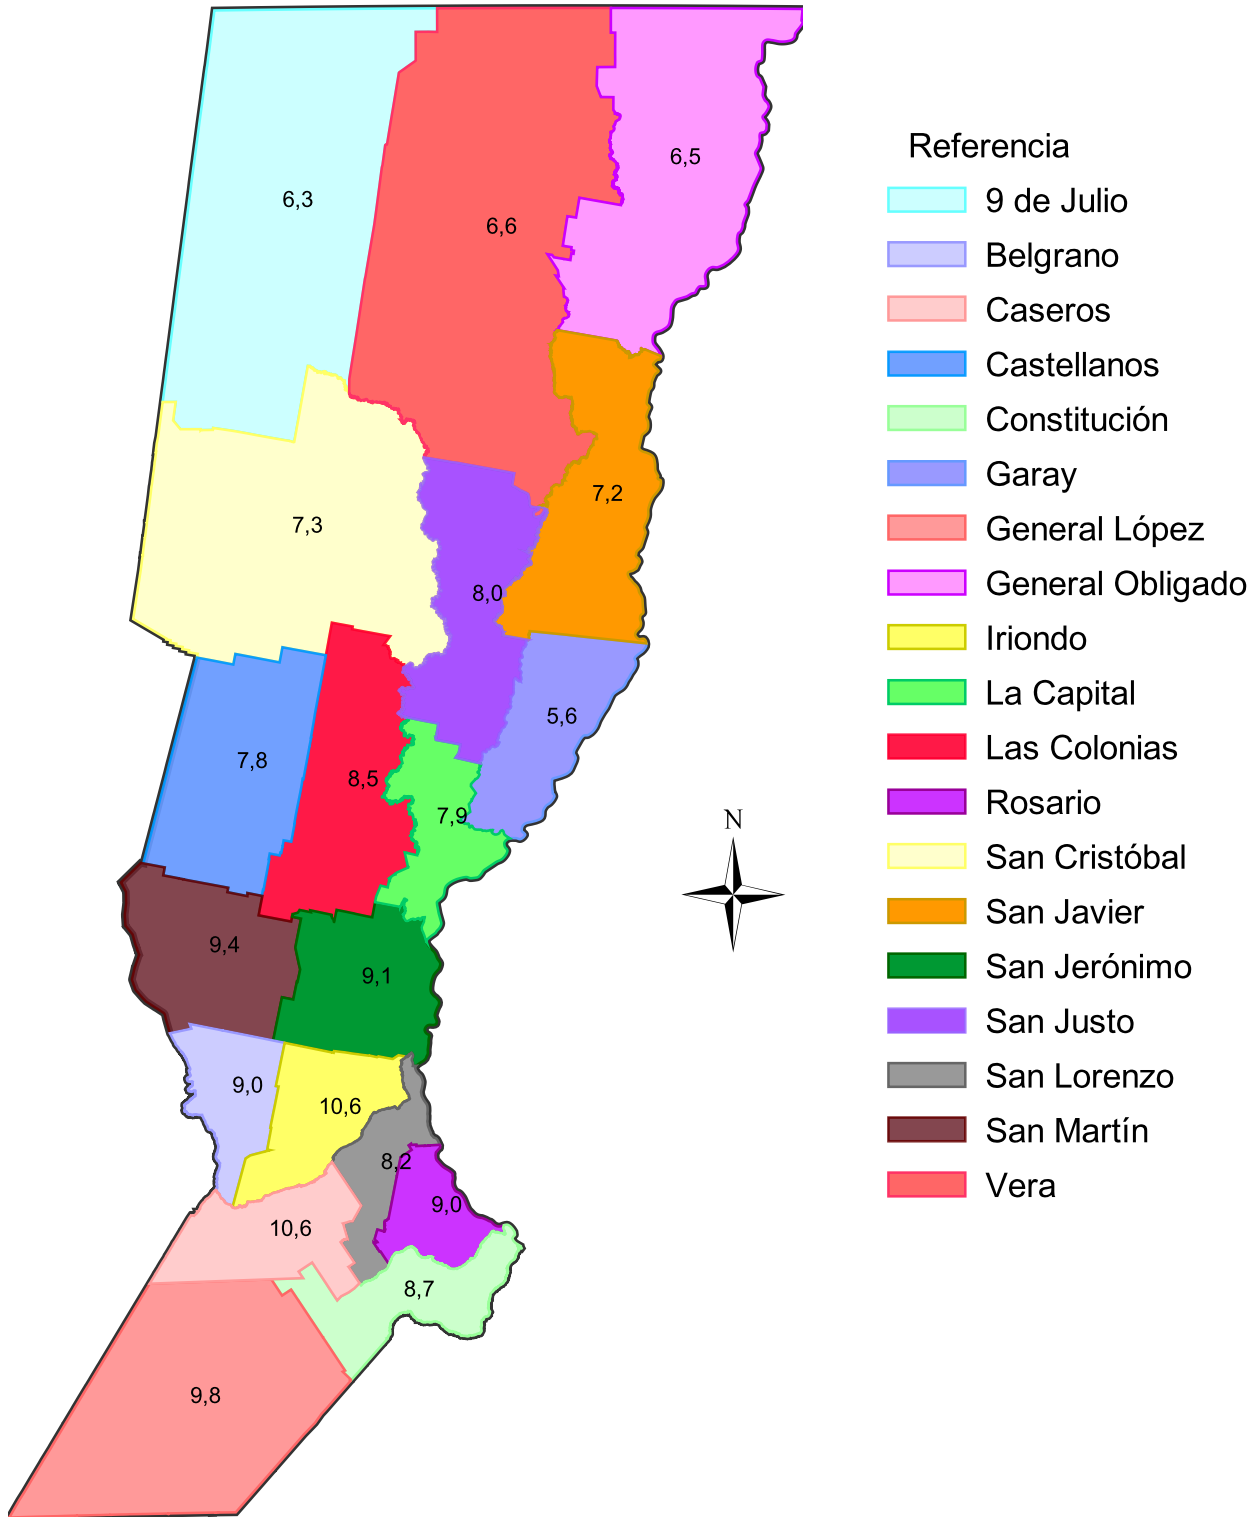 6,3
6,6
6,5
7,3
7,2
8,0
5,6
7,8
8,5
7,9
9,4
9,1
9,0
10,6
8,2
9,0
10,6
8,7
9,8
N
Referencia
9 de Julio
Belgrano
Caseros
Castellanos
Constitución
Garay
General López
General Obligado
Iriondo
La Capital
Las Colonias
Rosario
San Cristóbal
San Javier
San Jerónimo
San Justo
San Lorenzo
San Martín
Vera